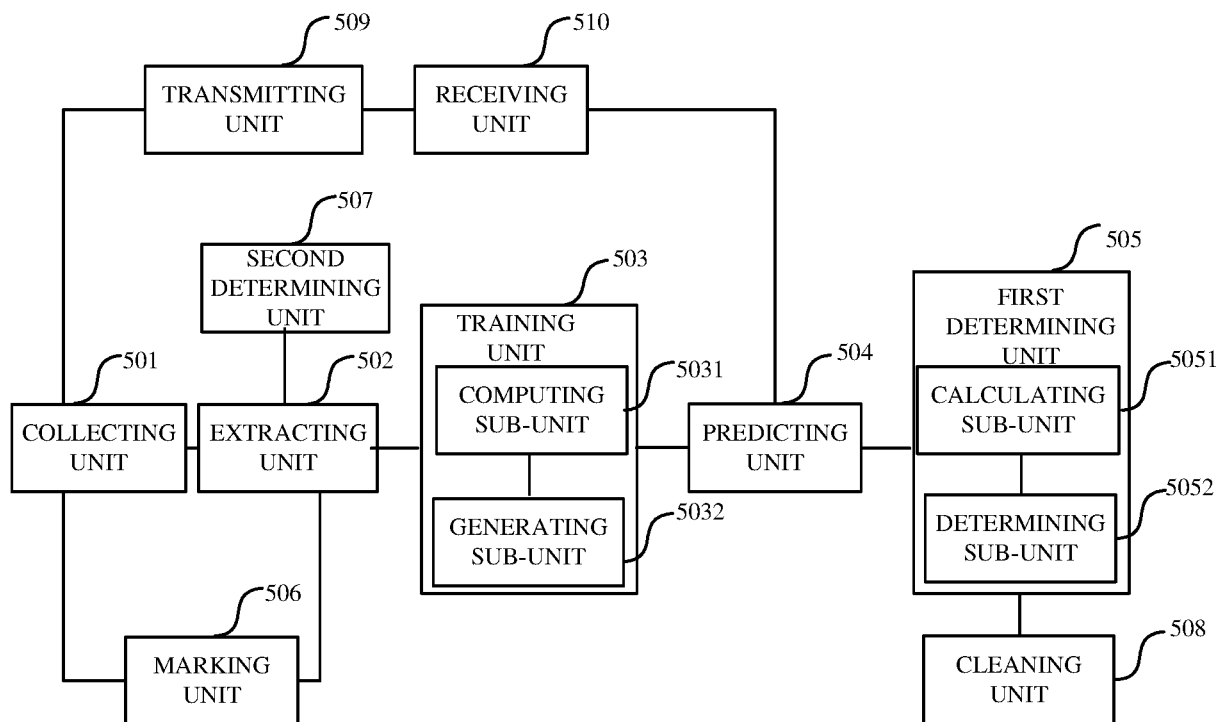 509
TRANSMITTING
UNIT
510
RECEIVING
UNIT
507
SECOND
DETERMINING
UNIT
501
COLLECTING
UNIT
502
EXTRACTING
UNIT
503
TRAINING
UNIT
5031
COMPUTING
SUB-UNIT
5032
GENERATING
SUB-UNIT
504
PREDICTING
UNIT
505
FIRST
DETERMINING
UNIT
5051
CALCULATING
SUB-UNIT
5052
DETERMINING
SUB-UNIT
506
MARKING
UNIT
508
CLEANING
UNIT